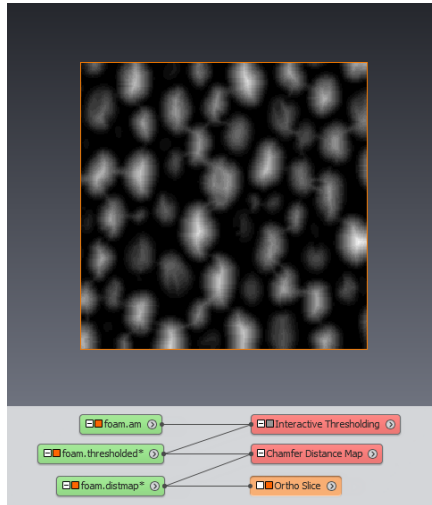 foam.am
Interactive Thresholding
foam.thresholded*
Chamfer Distance Map
foam.distmap*
Ortho Slice